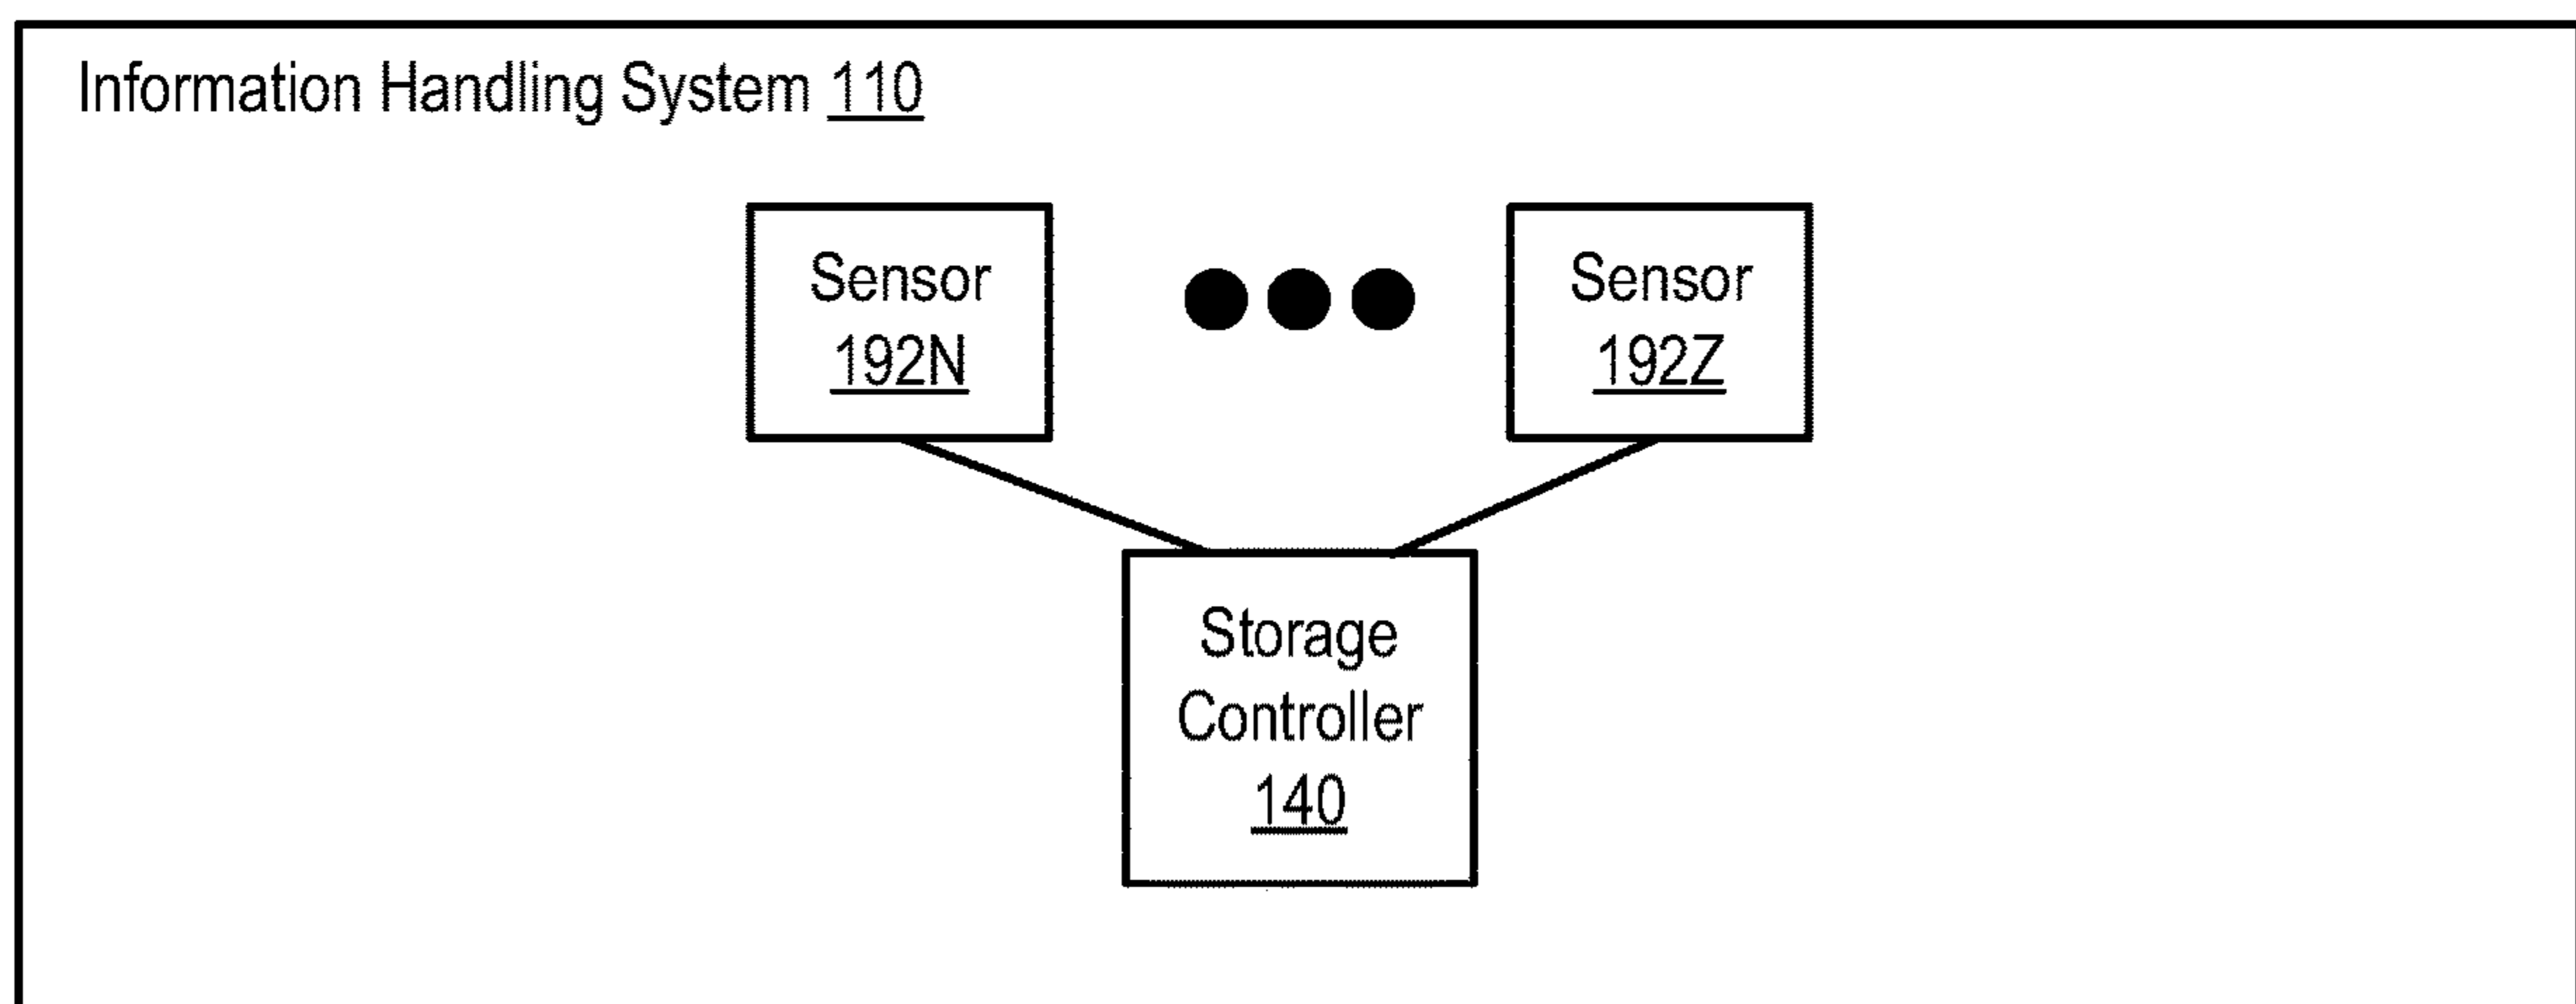 Information Handling System 110
Sensor
192N
Sensor
192Z
Storage
Controller
140